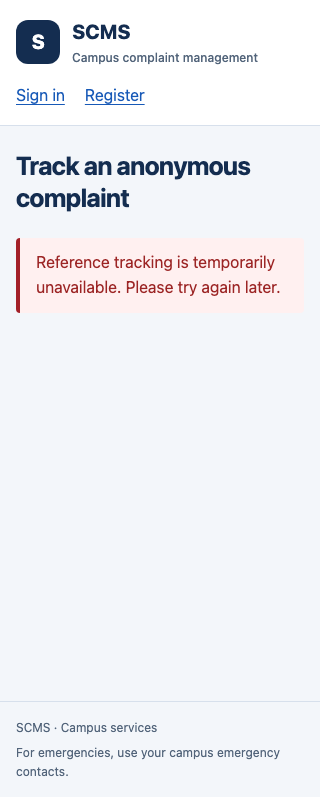 S
SCMS
Campus complaint management
Sign in Register
Track an anonymous
complaint
Reference tracking is temporarily
unavailable. Please try again later.
SCMS · Campus services
For emergencies, use your campus emergency
contacts.